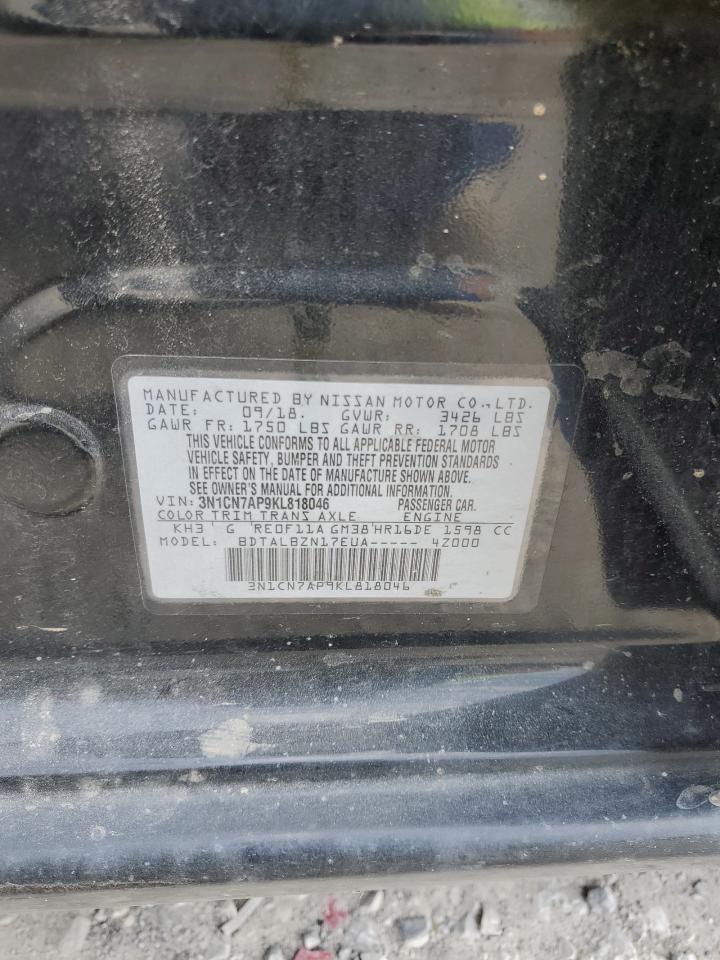 MANUFACTURED BY NISSAN MOTOR CO., LTD.
DATE: 09/18. GVWR: 3426 LBS
GAWR FR: 1750 LBS GAWR RR: 1708 LBS
THIS VEHICLE CONFORMS TO ALL APPLICABLE FEDERAL MOTOR
VEHICLE SAFETY, BUMPER AND THEFT PREVENTION STANDARDS
IN EFFECT ON THE DATE OF MANUFACTURE SHOWN ABOVE.
SEE OWNER'S MANUAL FOR ADDITIONAL INFORMATION.
VIN: 3N1CN7AP9KL818046 PASSENGER CAR.
COLOR TRIM TRANS AXLE ENGINE
KH3 G RE0F11A GM38 HR16DE 1598 CC
MODEL: BDTALBZN17EUA----- 4Z000
3N1CN7AP9KL818046